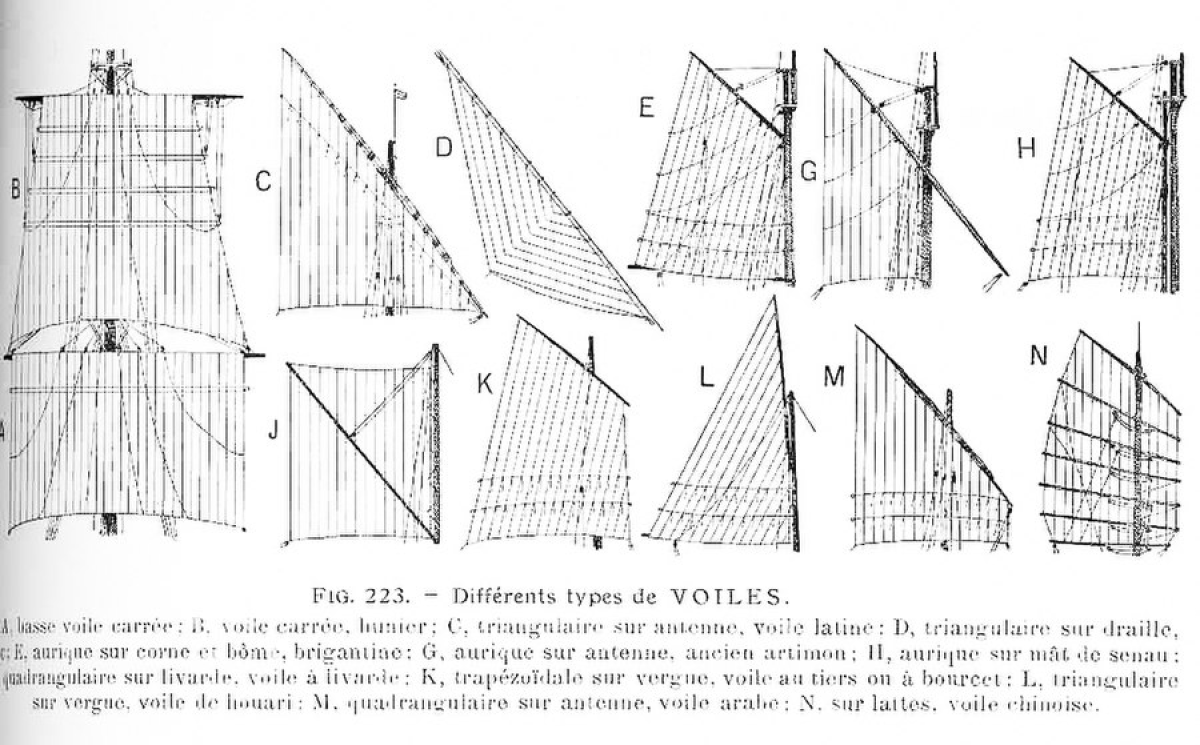 B
C
D
E
G
H
A
J
K
L
M
N
FIG. 223. — Différents types de VOILES.
A, basse voile carrée; B, voile carrée, hunier; C, triangulaire sur antenne, voile latine; D, triangulaire sur draille,
E, aurique sur corne et bôme, brigantine; G, aurique sur antenne, ancien artimon; H, aurique sur mât de senau;
quadrangulaire sur livarde, voile à livarde; K, trapézoïdale sur vergue, voile au tiers ou à bourcet; L, triangulaire
sur vergue, voile de houari; M, quadrangulaire sur antenne, voile arabe; N, sur lattes, voile chinoise.